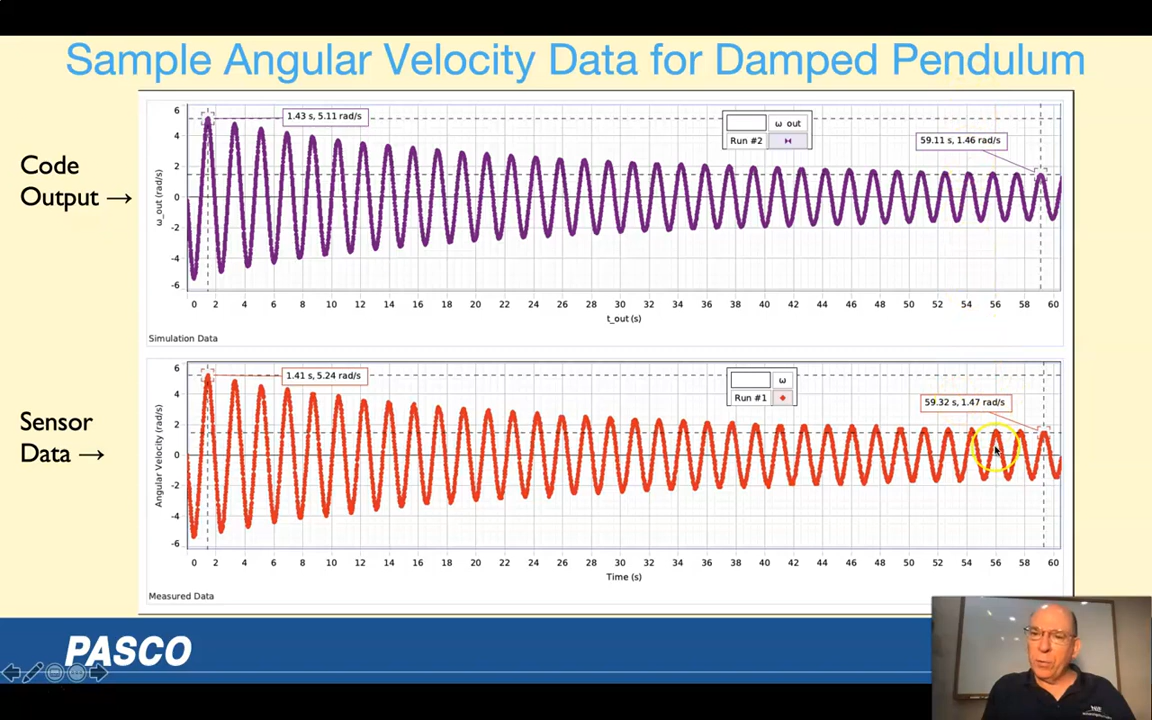 Sample Angular Velocity Data for Damped Pendulum
Code
Output →
6
4
2
0
-2
-4
-6
ω_out (rad/s)
1.43 s, 5.11 rad/s
ω out
Run #2
59.11 s, 1.46 rad/s
0 2 4 6 8 10 12 14 16 18 20 22 24 26 28 30 32 34 36 38 40 42 44 46 48 50 52 54 56 58 60
t_out (s)
Simulation Data
Sensor
Data →
6
4
2
0
-2
-4
-6
Angular Velocity (rad/s)
1.41 s, 5.24 rad/s
ω
Run #1
59.32 s, 1.47 rad/s
0 2 4 6 8 10 12 14 16 18 20 22 24 26 28 30 32 34 36 38 40 42 44 46 48 50 52 54 56 58 60
Time (s)
Measured Data
PASCO